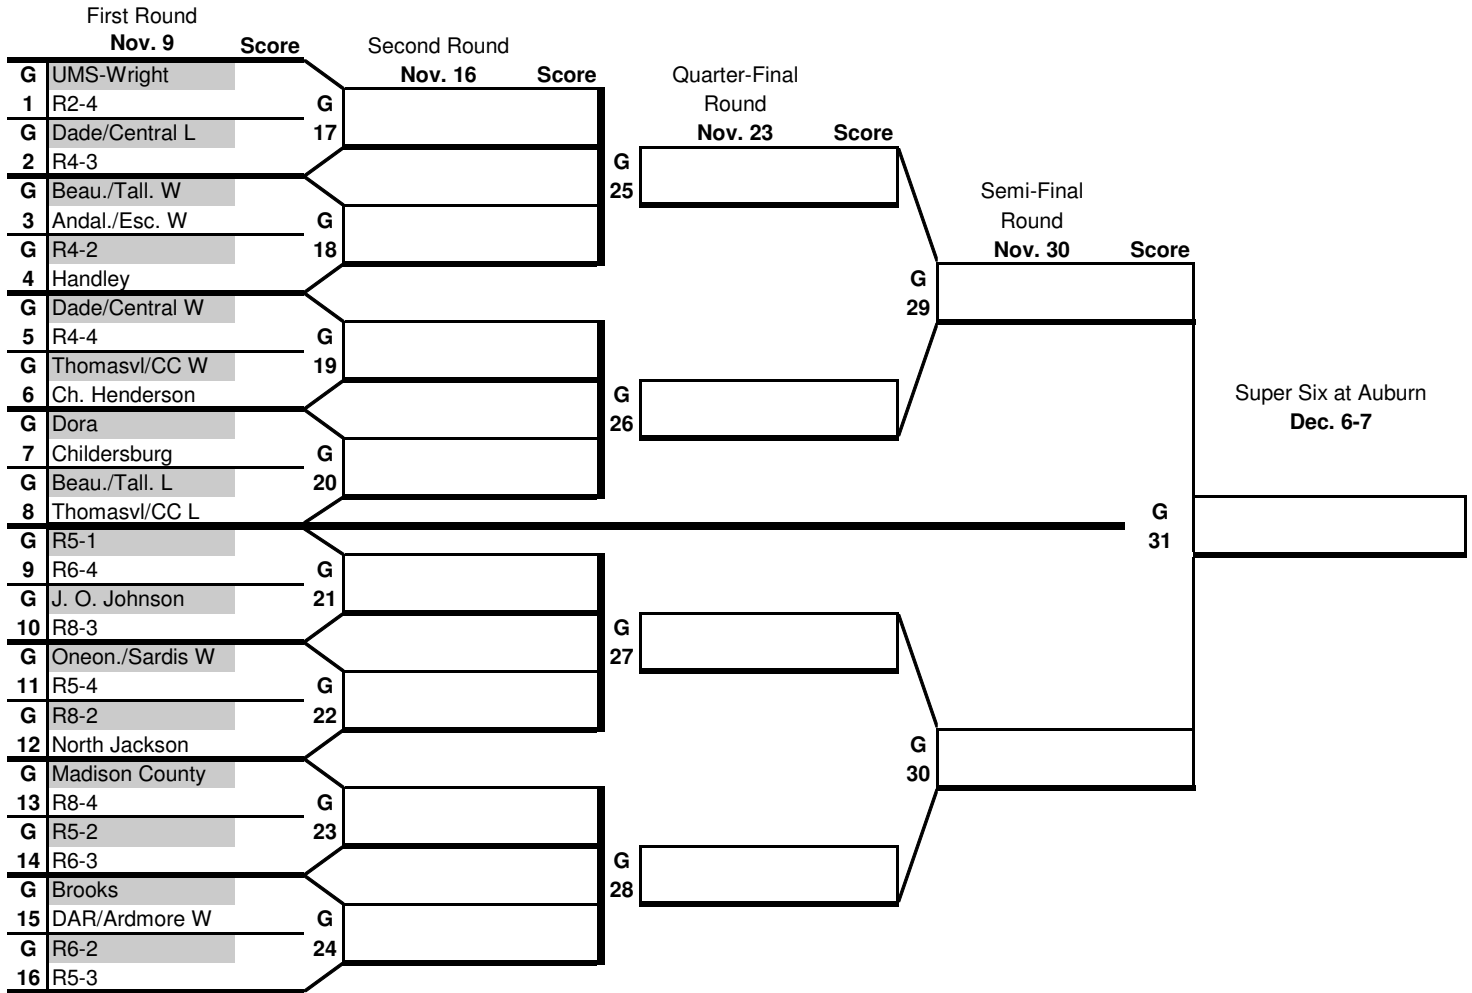 First Round
Nov. 9 Score
Second Round
Nov. 16 Score
Quarter-Final
Round
Nov. 23 Score
Semi-Final
Round
Nov. 30 Score
Super Six at Auburn
Dec. 6-7
G UMS-Wright
1 R2-4
G Dade/Central L
2 R4-3
G Beau./Tall. W
3 Andal./Esc. W
G R4-2
4 Handley
G Dade/Central W
5 R4-4
G Thomasvl/CC W
6 Ch. Henderson
G Dora
7 Childersburg
G Beau./Tall. L
8 Thomasvl/CC L
G R5-1
9 R6-4
G J. O. Johnson
10 R8-3
G Oneon./Sardis W
11 R5-4
G R8-2
12 North Jackson
G Madison County
13 R8-4
G R5-2
14 R6-3
G Brooks
15 DAR/Ardmore W
G R6-2
16 R5-3
G
17
G
18
G
19
G
20
G
21
G
22
G
23
G
24
G
25
G
26
G
27
G
28
G
29
G
30
G
31